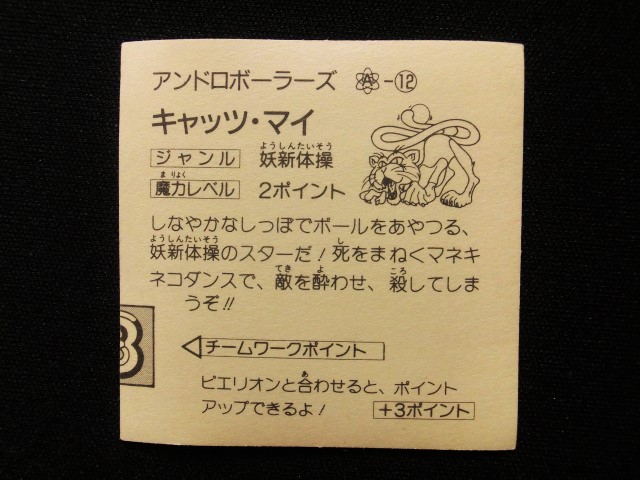 アンドロボーラーズ A-⑫
キャッツ・マイ
ジャンル 妖新体操
魔力レベル 2ポイント
しなやかなしっぽでボールをあやつる、
妖新体操のスターだ!死をまねくマネキ
ネコダンスで、敵を酔わせ、殺してしま
うぞ!!
チームワークポイント
ピエリオンと合わせると、ポイント
アップできるよ! +3ポイント